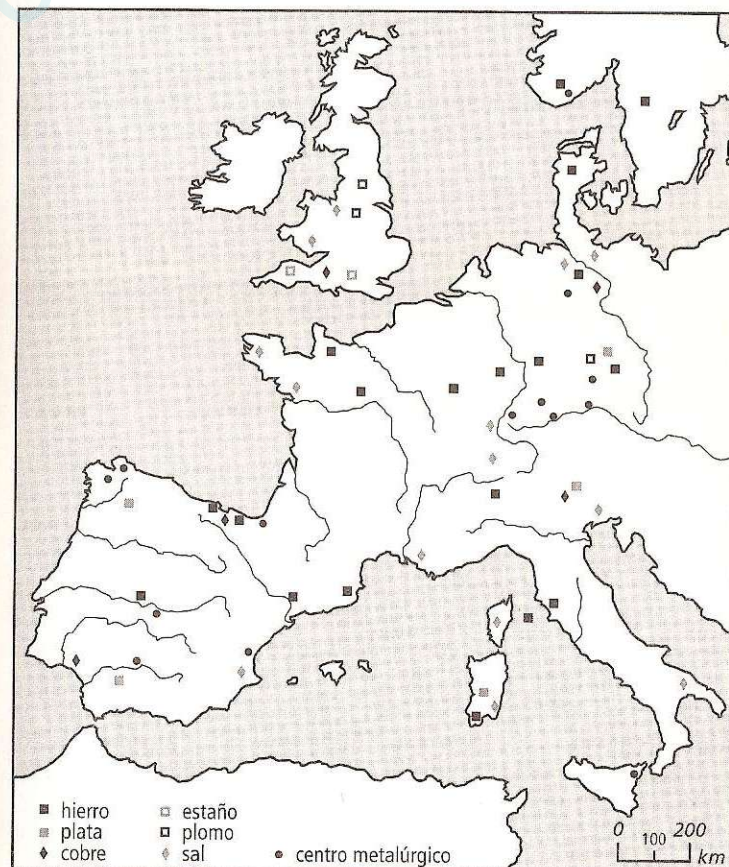 hierro
plata
cobre
estaño
plomo
sal
centro metalúrgico
0 100 200
km